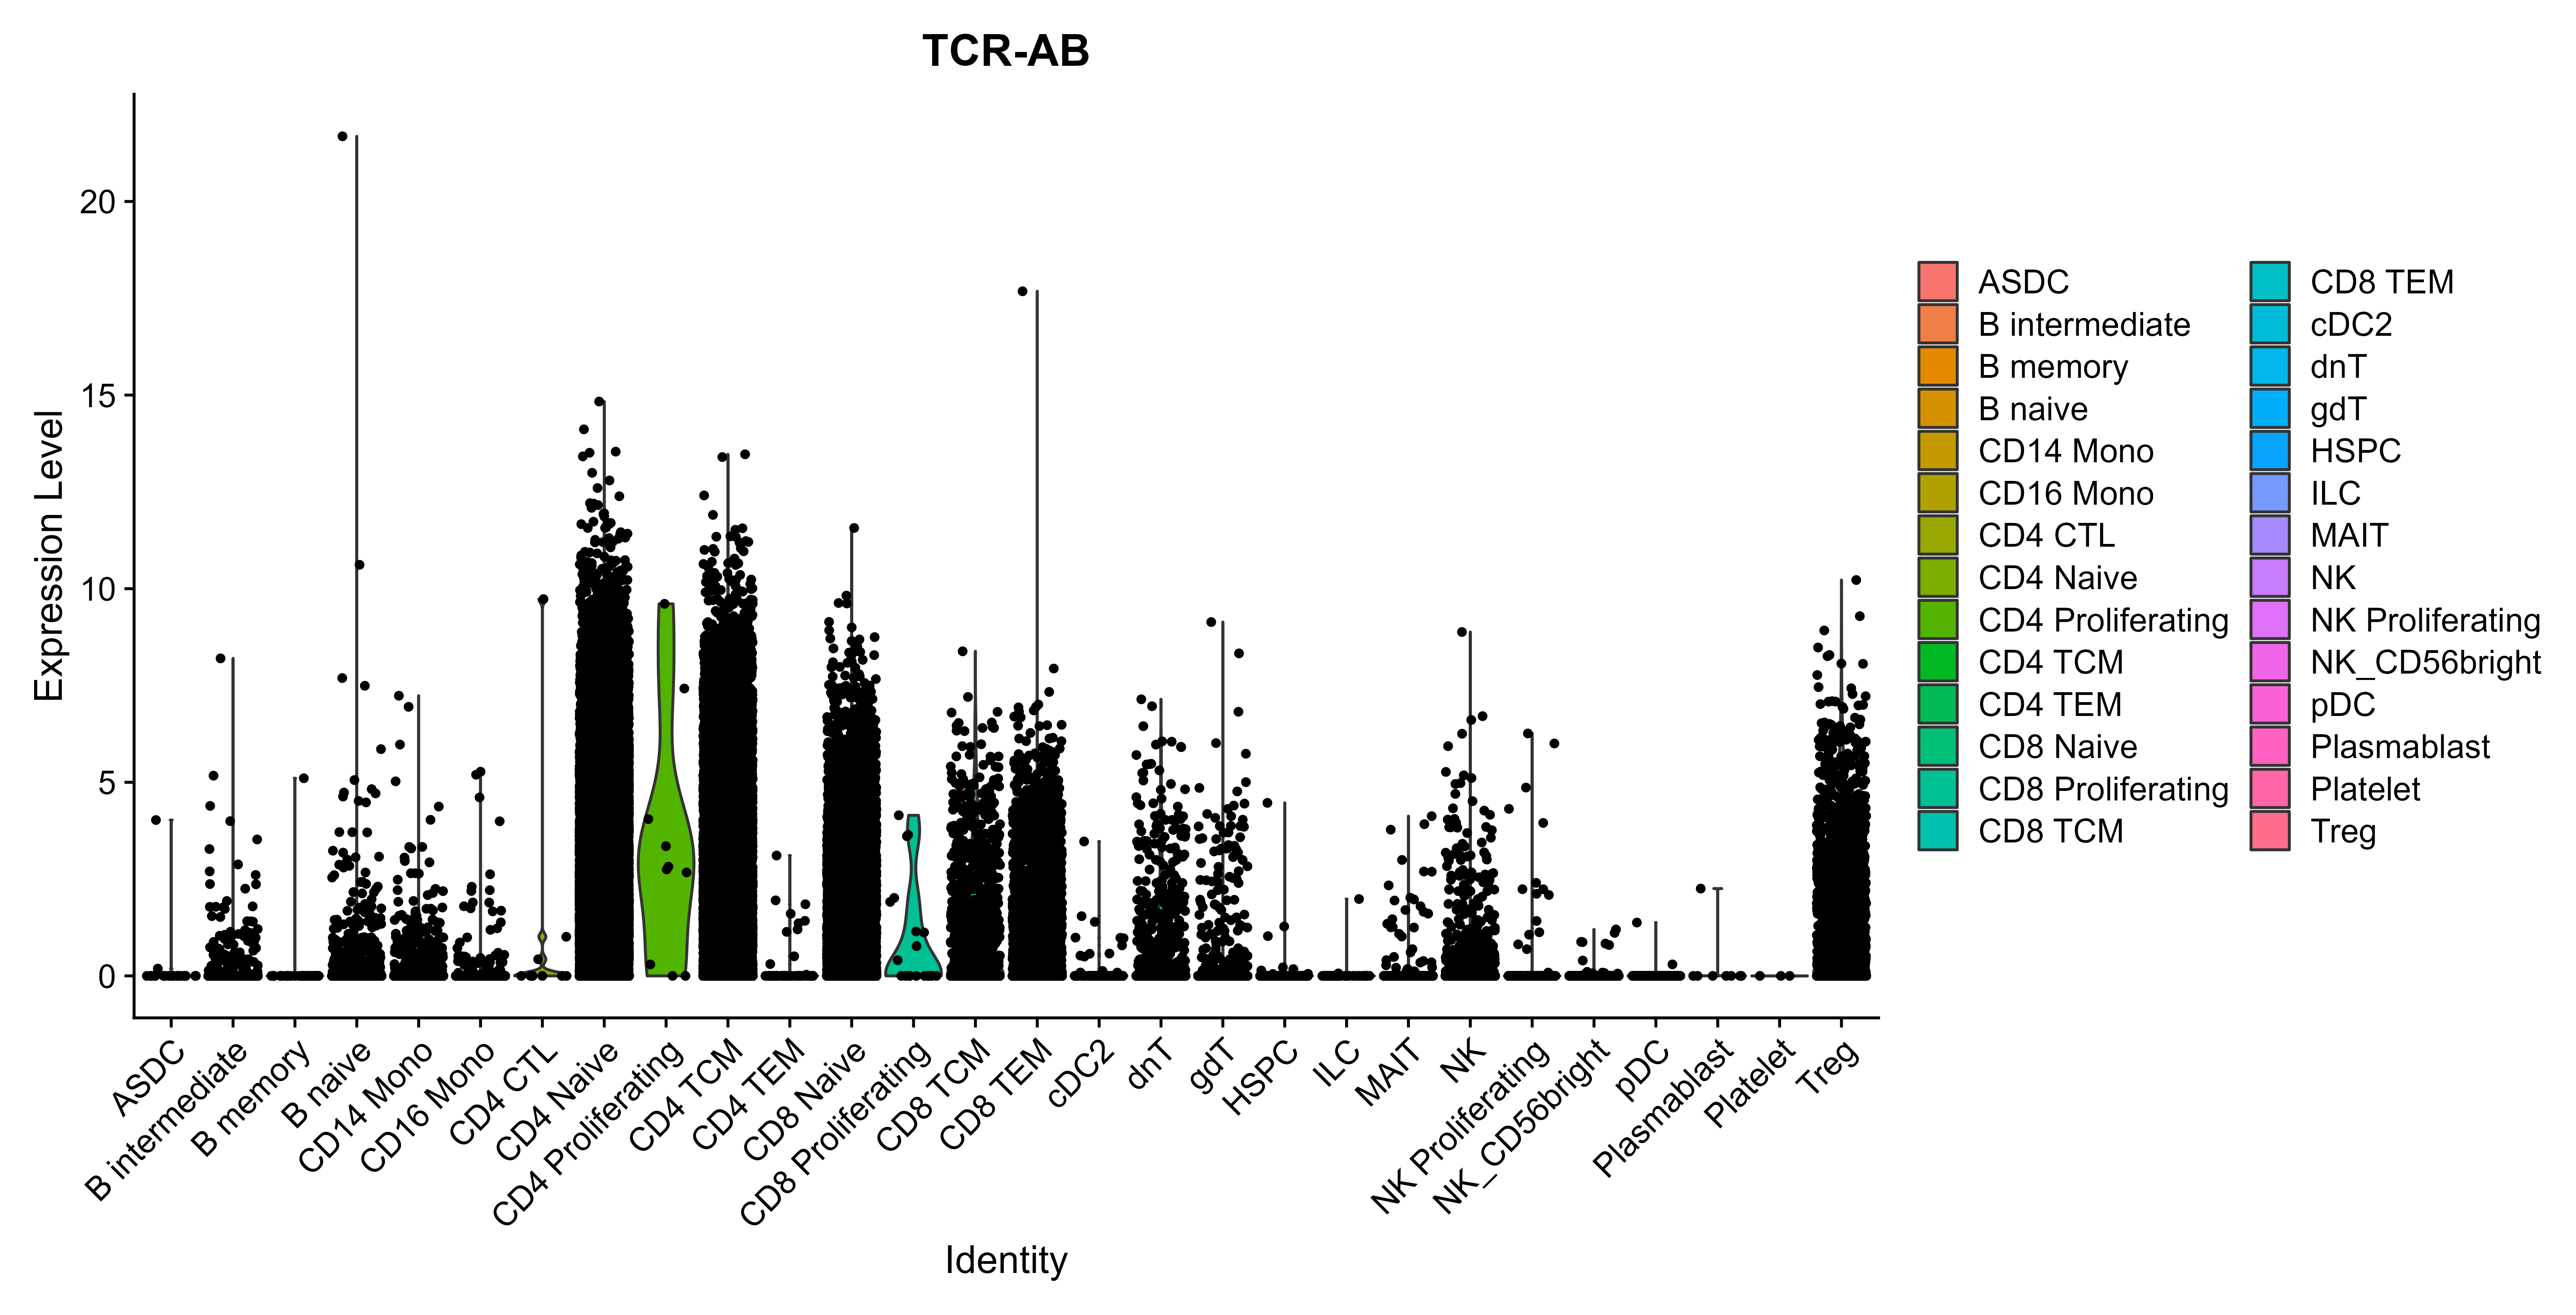 TCR-AB
Expression Level
20
15
10
5
0
ASDC
B intermediate
B memory
B naive
CD14 Mono
CD16 Mono
CD4 CTL
CD4 Naive
CD4 Proliferating
CD4 TCM
CD4 TEM
CD8 Naive
CD8 Proliferating
CD8 TCM
CD8 TEM
cDC2
dnT
gdT
HSPC
ILC
MAIT
NK
NK Proliferating
NK_CD56bright
pDC
Plasmablast
Platelet
Treg
Identity
ASDC
B intermediate
B memory
B naive
CD14 Mono
CD16 Mono
CD4 CTL
CD4 Naive
CD4 Proliferating
CD4 TCM
CD4 TEM
CD8 Naive
CD8 Proliferating
CD8 TCM
CD8 TEM
cDC2
dnT
gdT
HSPC
ILC
MAIT
NK
NK Proliferating
NK_CD56bright
pDC
Plasmablast
Platelet
Treg